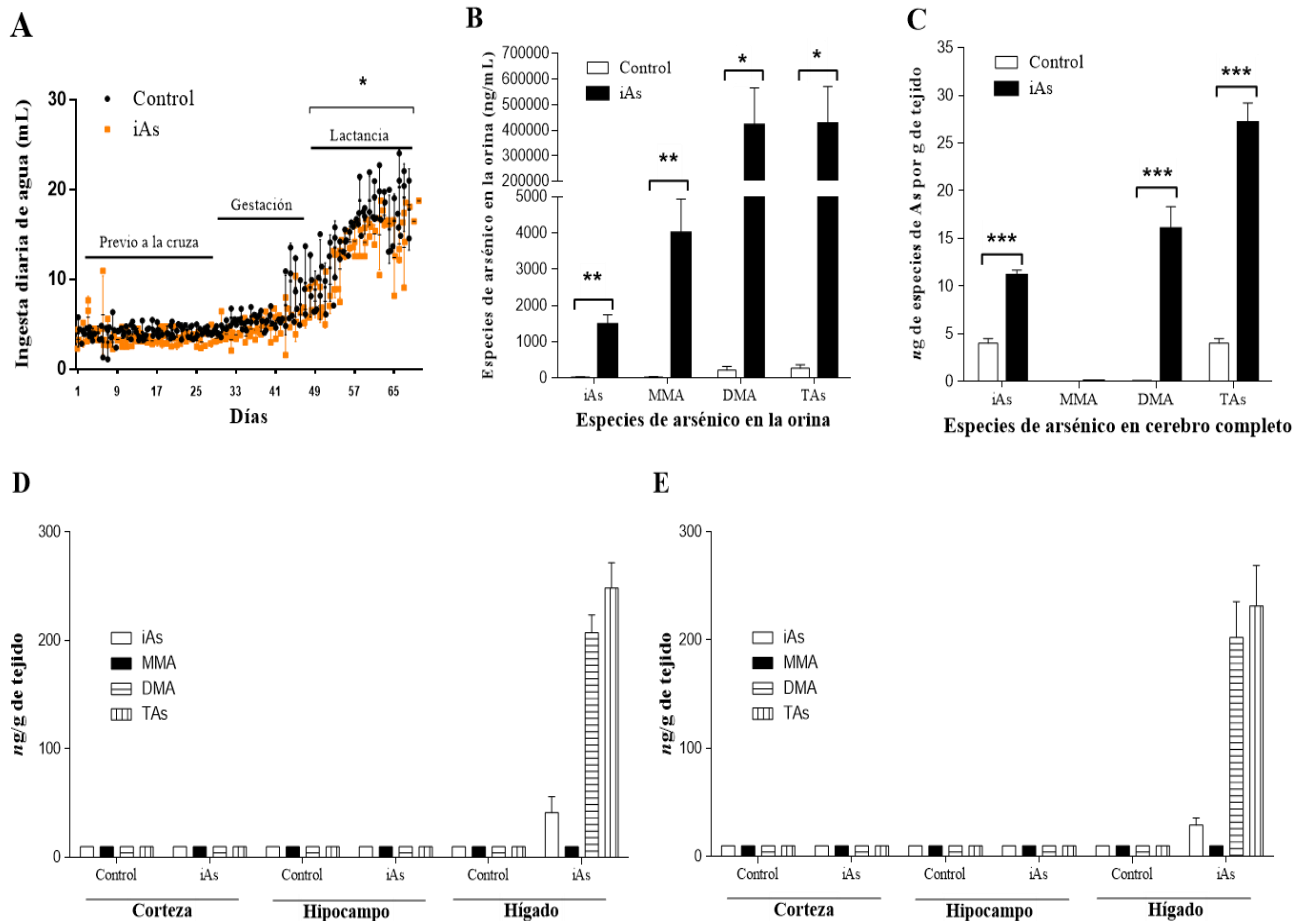 A
Ingesta diaria de agua (mL)
30
20
10
0
Control
iAs
*
Lactancia
Gestación
Previo a la cruza
1 9 17 25 33 41 49 57 65
Días
B
Especies de arsénico en la orina (ng/mL)
700000
600000
500000
400000
300000
200000
5000
4000
3000
2000
1000
0
Control
iAs
**
**
*
*
iAs MMA DMA TAs
Especies de arsénico en la orina
C
ng de especies de As por g de tejido
35
30
25
20
15
10
5
0
Control
iAs
***
***
***
iAs MMA DMA TAs
Especies de arsénico en cerebro completo
D
ng/g de tejido
300
200
100
0
iAs
MMA
DMA
TAs
Control iAs Control iAs Control iAs
Corteza Hipocampo Hígado
E
ng/g de tejido
300
200
100
0
iAs
MMA
DMA
TAs
Control iAs Control iAs Control iAs
Corteza Hipocampo Hígado